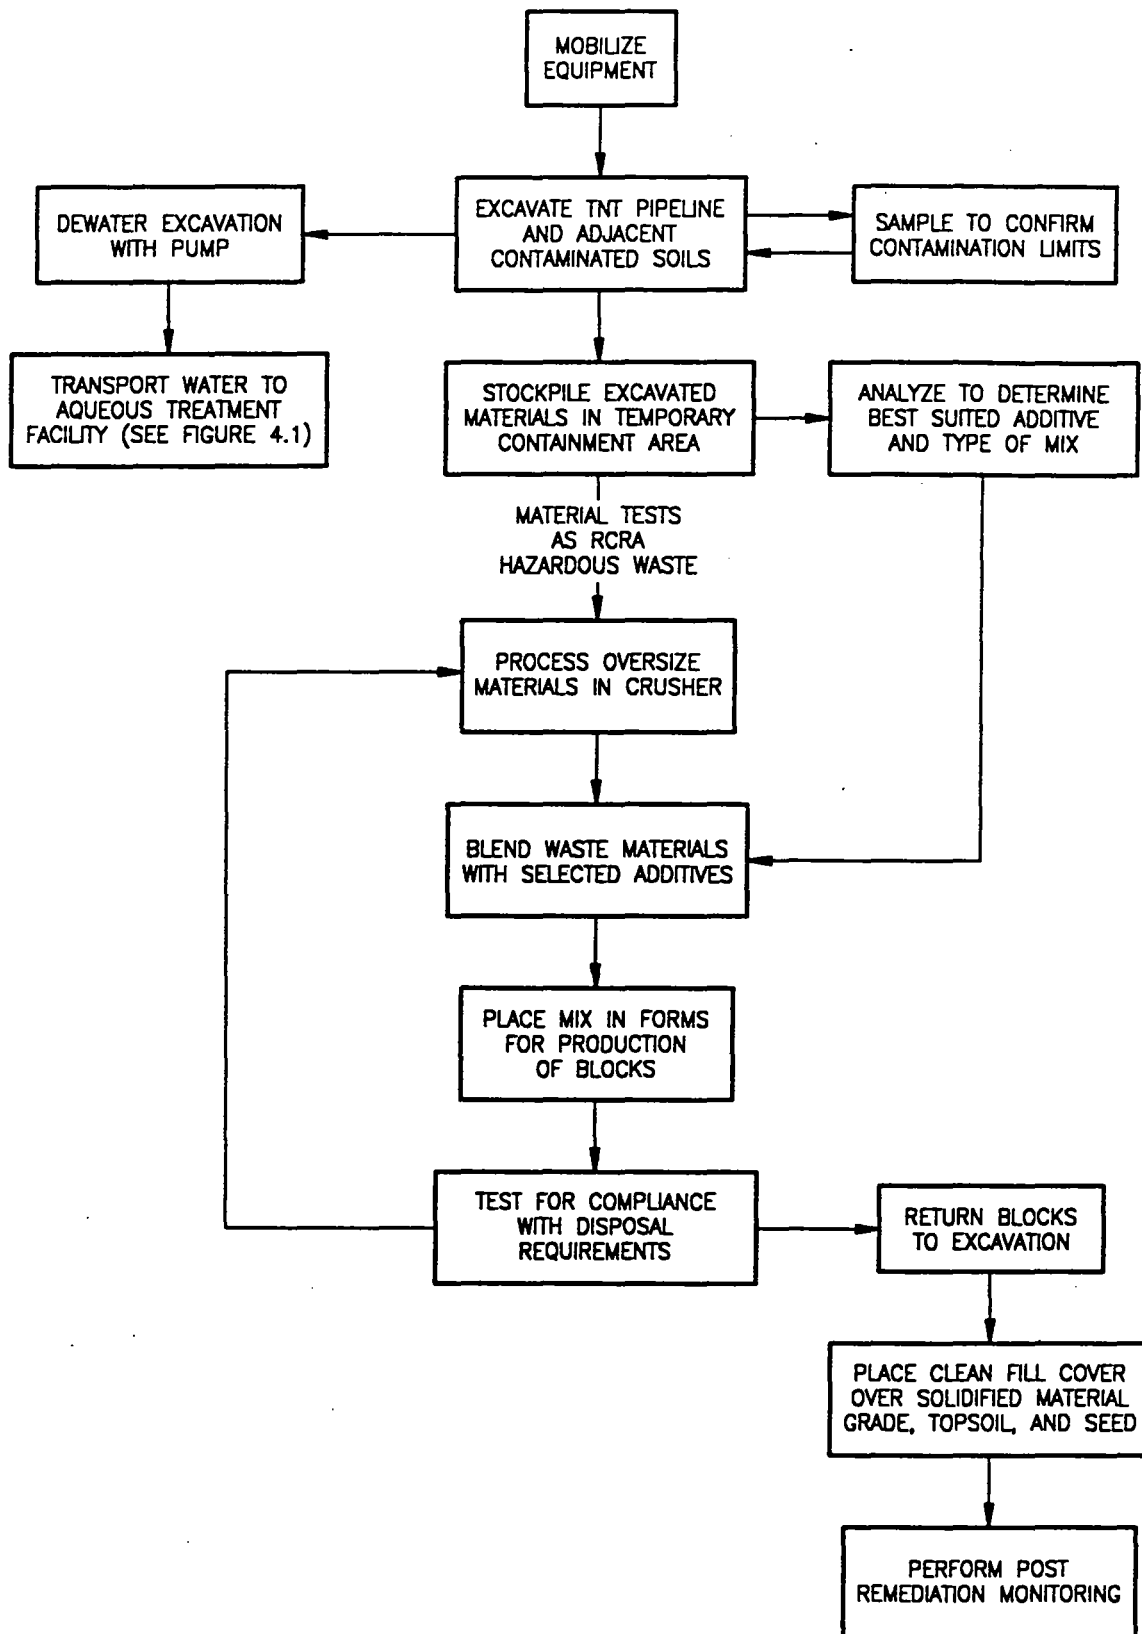 MOBILIZE
EQUIPMENT
DEWATER EXCAVATION
WITH PUMP
EXCAVATE TNT PIPELINE
AND ADJACENT
CONTAMINATED SOILS
SAMPLE TO CONFIRM
CONTAMINATION LIMITS
TRANSPORT WATER TO
AQUEOUS TREATMENT
FACILITY (SEE FIGURE 4.1)
STOCKPILE EXCAVATED
MATERIALS IN TEMPORARY
CONTAINMENT AREA
ANALYZE TO DETERMINE
BEST SUITED ADDITIVE
AND TYPE OF MIX
MATERIAL TESTS
AS RCRA
HAZARDOUS WASTE
PROCESS OVERSIZE
MATERIALS IN CRUSHER
BLEND WASTE MATERIALS
WITH SELECTED ADDITIVES
PLACE MIX IN FORMS
FOR PRODUCTION
OF BLOCKS
TEST FOR COMPLIANCE
WITH DISPOSAL
REQUIREMENTS
RETURN BLOCKS
TO EXCAVATION
PLACE CLEAN FILL COVER
OVER SOLIDIFIED MATERIAL
GRADE, TOPSOIL, AND SEED
PERFORM POST
REMEDIATION MONITORING